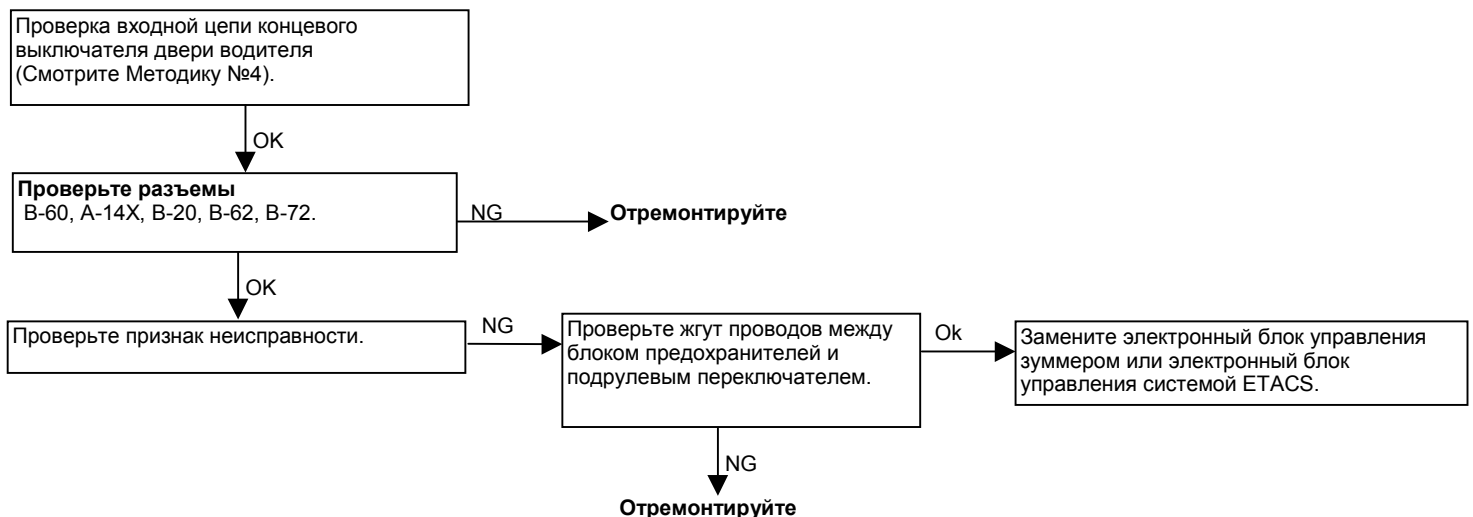 Проверка входной цепи концевого
выключателя двери водителя
(Смотрите Методику №4).
OK
Проверьте разъемы
B-60, A-14X, B-20, B-62, B-72.
NG
Отремонтируйте
OK
Проверьте признак неисправности.
NG
Проверьте жгут проводов между
блоком предохранителей и
подрулевым переключателем.
Ok
Замените электронный блок управления
зуммером или электронный блок
управления системой ETACS.
NG
Отремонтируйте